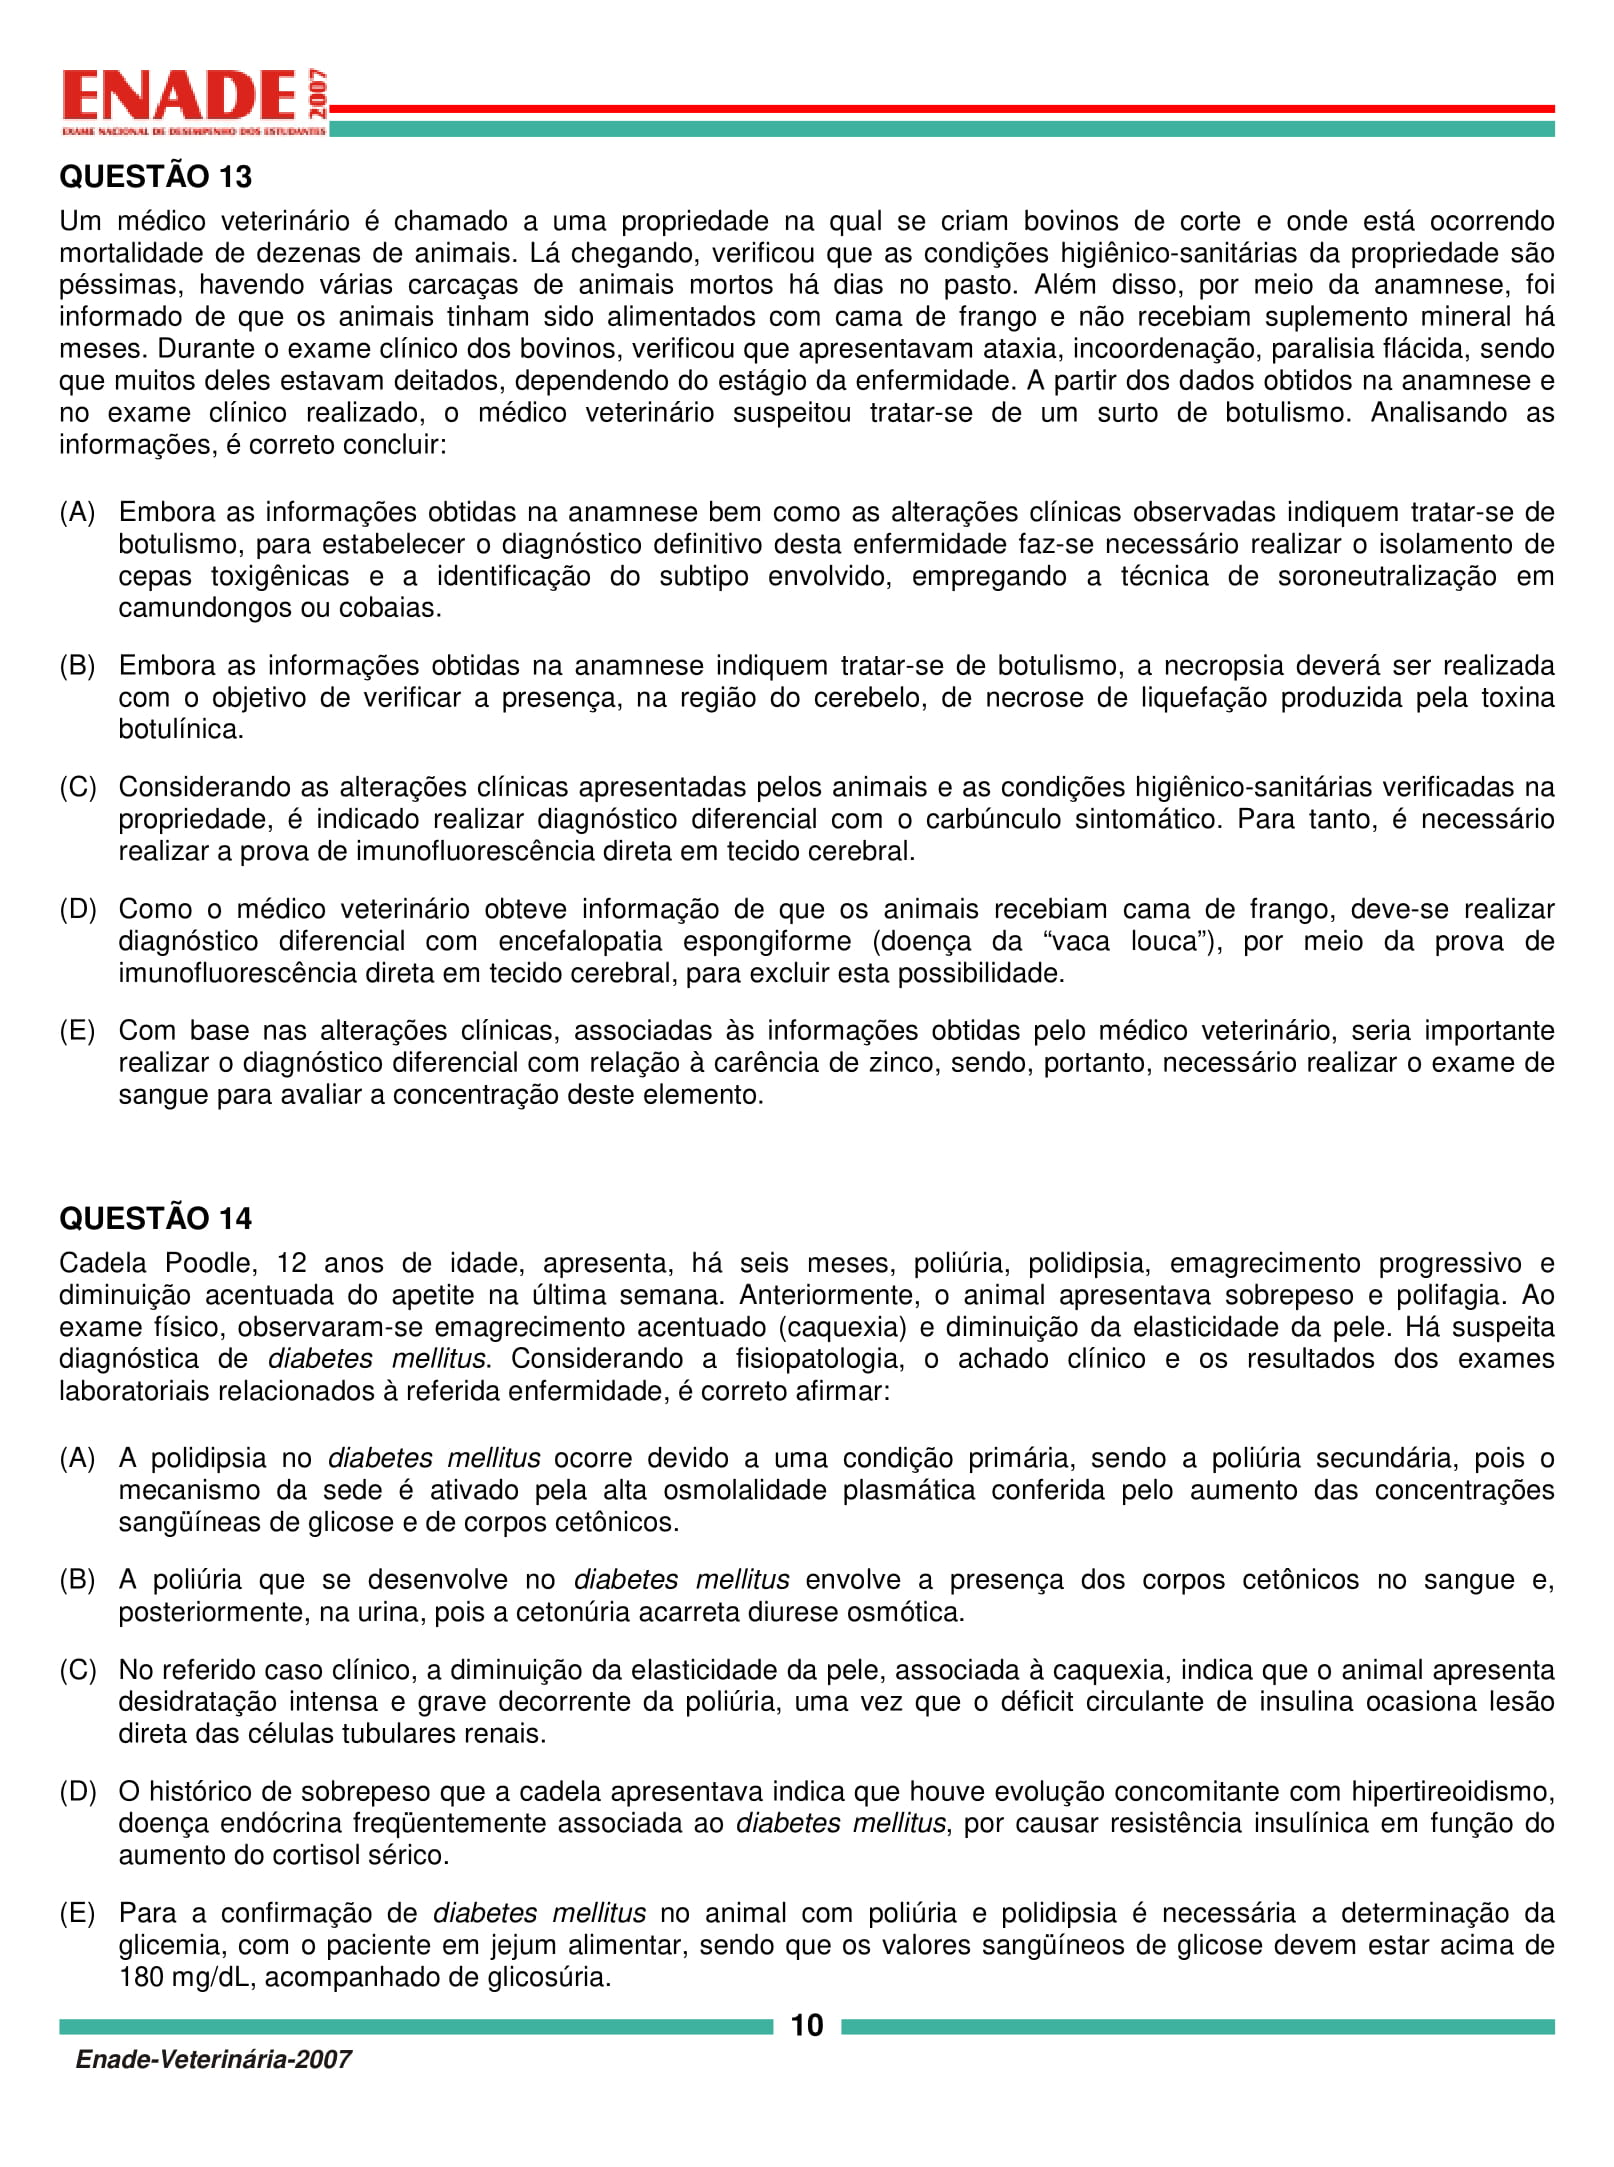 ENADE 2007
EXAME NACIONAL DE DESEMPENHO DOS ESTUDANTES
QUESTÃO 13
Um médico veterinário é chamado a uma propriedade na qual se criam bovinos de corte e onde está ocorrendo
mortalidade de dezenas de animais. Lá chegando, verificou que as condições higiênico-sanitárias da propriedade são
péssimas, havendo várias carcaças de animais mortos há dias no pasto. Além disso, por meio da anamnese, foi
informado de que os animais tinham sido alimentados com cama de frango e não recebiam suplemento mineral há
meses. Durante o exame clínico dos bovinos, verificou que apresentavam ataxia, incoordenação, paralisia flácida, sendo
que muitos deles estavam deitados, dependendo do estágio da enfermidade. A partir dos dados obtidos na anamnese e
no exame clínico realizado, o médico veterinário suspeitou tratar-se de um surto de botulismo. Analisando as
informações, é correto concluir:
(A) Embora as informações obtidas na anamnese bem como as alterações clínicas observadas indiquem tratar-se de
botulismo, para estabelecer o diagnóstico definitivo desta enfermidade faz-se necessário realizar o isolamento de
cepas toxigênicas e a identificação do subtipo envolvido, empregando a técnica de soroneutralização em
camundongos ou cobaias.
(B) Embora as informações obtidas na anamnese indiquem tratar-se de botulismo, a necropsia deverá ser realizada
com o objetivo de verificar a presença, na região do cerebelo, de necrose de liquefação produzida pela toxina
botulínica.
(C) Considerando as alterações clínicas apresentadas pelos animais e as condições higiênico-sanitárias verificadas na
propriedade, é indicado realizar diagnóstico diferencial com o carbúnculo sintomático. Para tanto, é necessário
realizar a prova de imunofluorescência direta em tecido cerebral.
(D) Como o médico veterinário obteve informação de que os animais recebiam cama de frango, deve-se realizar
diagnóstico diferencial com encefalopatia espongiforme (doença da “vaca louca”), por meio da prova de
imunofluorescência direta em tecido cerebral, para excluir esta possibilidade.
(E) Com base nas alterações clínicas, associadas às informações obtidas pelo médico veterinário, seria importante
realizar o diagnóstico diferencial com relação à carência de zinco, sendo, portanto, necessário realizar o exame de
sangue para avaliar a concentração deste elemento.
QUESTÃO 14
Cadela Poodle, 12 anos de idade, apresenta, há seis meses, poliúria, polidipsia, emagrecimento progressivo e
diminuição acentuada do apetite na última semana. Anteriormente, o animal apresentava sobrepeso e polifagia. Ao
exame físico, observaram-se emagrecimento acentuado (caquexia) e diminuição da elasticidade da pele. Há suspeita
diagnóstica de diabetes mellitus. Considerando a fisiopatologia, o achado clínico e os resultados dos exames
laboratoriais relacionados à referida enfermidade, é correto afirmar:
(A) A polidipsia no diabetes mellitus ocorre devido a uma condição primária, sendo a poliúria secundária, pois o
mecanismo da sede é ativado pela alta osmolalidade plasmática conferida pelo aumento das concentrações
sangüíneas de glicose e de corpos cetônicos.
(B) A poliúria que se desenvolve no diabetes mellitus envolve a presença dos corpos cetônicos no sangue e,
posteriormente, na urina, pois a cetonúria acarreta diurese osmótica.
(C) No referido caso clínico, a diminuição da elasticidade da pele, associada à caquexia, indica que o animal apresenta
desidratação intensa e grave decorrente da poliúria, uma vez que o déficit circulante de insulina ocasiona lesão
direta das células tubulares renais.
(D) O histórico de sobrepeso que a cadela apresentava indica que houve evolução concomitante com hipertireoidismo,
doença endócrina freqüentemente associada ao diabetes mellitus, por causar resistência insulínica em função do
aumento do cortisol sérico.
(E) Para a confirmação de diabetes mellitus no animal com poliúria e polidipsia é necessária a determinação da
glicemia, com o paciente em jejum alimentar, sendo que os valores sangüíneos de glicose devem estar acima de
180 mg/dL, acompanhado de glicosúria.
10
Enade-Veterinária-2007